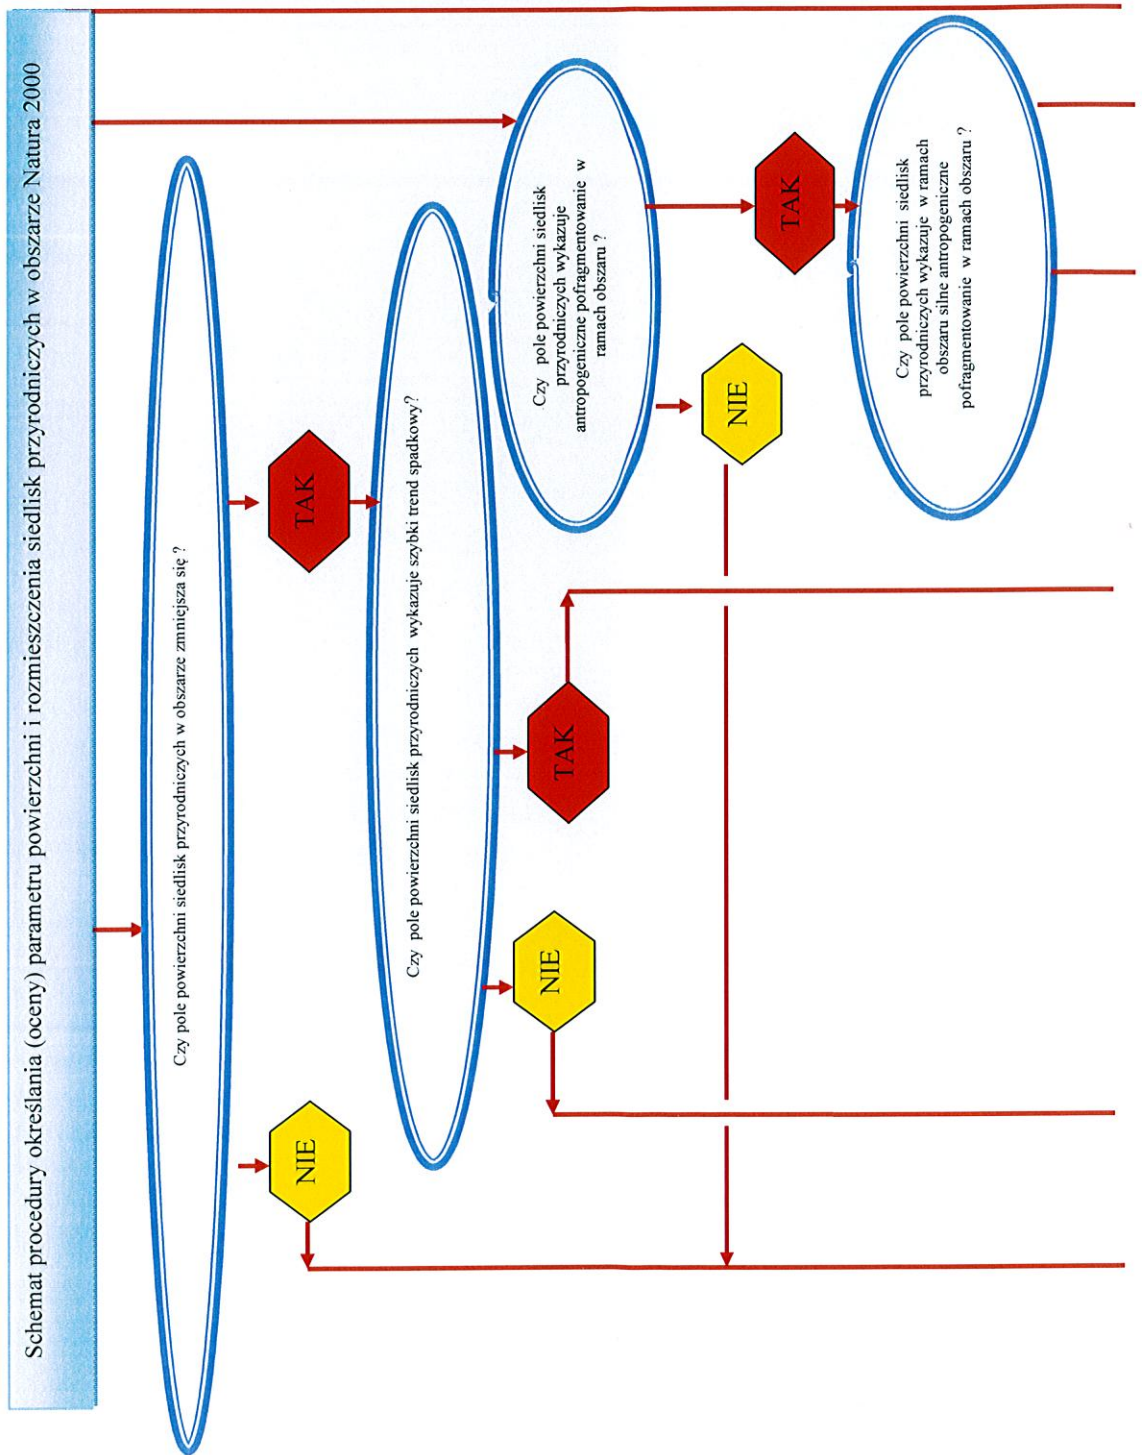 Schemat procedury określania (oceny) parametru powierzchni i rozmieszczenia siedlisk przyrodniczych w obszarze Natura 2000
Czy pole powierzchni siedlisk przyrodniczych w obszarze zmniejsza się ?
NIE
TAK
Czy pole powierzchni siedlisk przyrodniczych wykazuje szybki trend spadkowy?
NIE
TAK
Czy pole powierzchni siedlisk
przyrodniczych wykazuje
antropogeniczne pofragmentowanie w
ramach obszaru ?
NIE
TAK
Czy pole powierzchni siedlisk
przyrodniczych wykazuje w ramach
obszaru silne antropogeniczne
pofragmentowanie w ramach obszaru ?